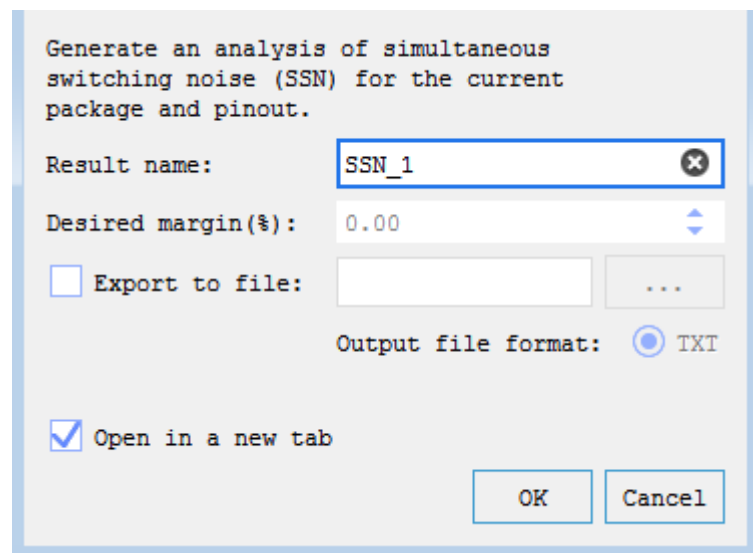 Generate an analysis of simultaneous
switching noise (SSN) for the current
package and pinout.
Result name: SSN_1
Desired margin(%): 0.00
Export to file: ...
Output file format: TXT
Open in a new tab
OK Cancel